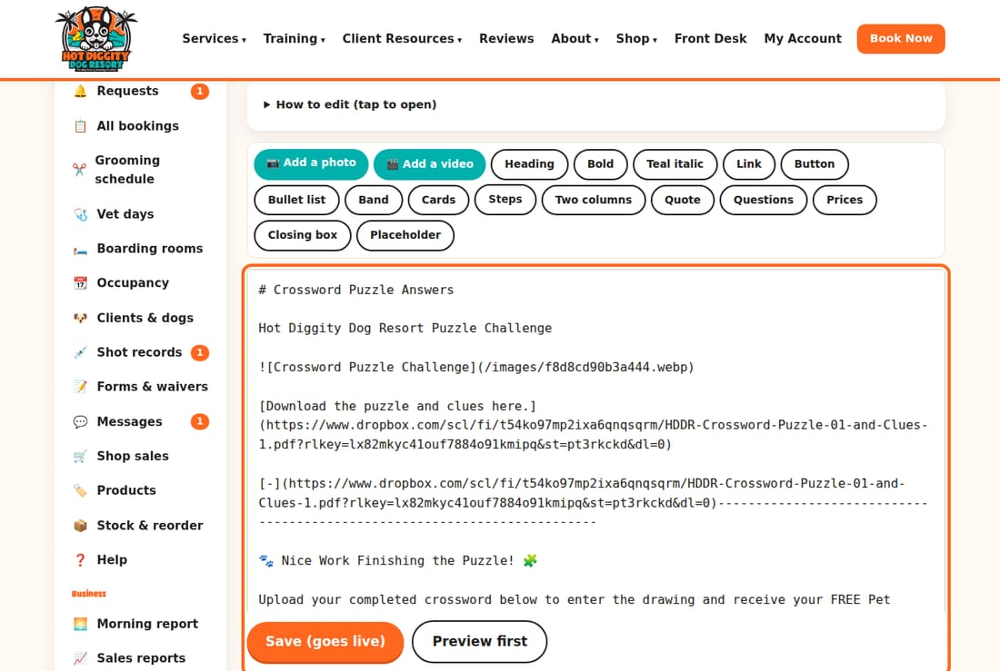 HOT DIGGITY
DOG RESORT
Services ▾
Training ▾
Client Resources ▾
Reviews
About ▾
Shop ▾
Front Desk
My Account
Book Now
Requests 1
All bookings
Grooming
schedule
Vet days
Boarding rooms
Occupancy
Clients & dogs
Shot records 1
Forms & waivers
Messages 1
Shop sales
Products
Stock & reorder
Help
Business
Morning report
Sales reports
▶ How to edit (tap to open)
📷 Add a photo
🎬 Add a video
Heading
Bold
Teal italic
Link
Button
Bullet list
Band
Cards
Steps
Two columns
Quote
Questions
Prices
Closing box
Placeholder
# Crossword Puzzle Answers
Hot Diggity Dog Resort Puzzle Challenge
![Crossword Puzzle Challenge](/images/f8d8cd90b3a444.webp)
[Download the puzzle and clues here.]
(https://www.dropbox.com/scl/fi/t54ko97mp2ixa6qnqsqrm/HDDR-Crossword-Puzzle-01-and-Clues-
1.pdf?rlkey=lx82mkyc41ouf7884o91kmipq&st=pt3rkckd&dl=0)
[-](https://www.dropbox.com/scl/fi/t54ko97mp2ixa6qnqsqrm/HDDR-Crossword-Puzzle-01-and-
Clues-1.pdf?rlkey=lx82mkyc41ouf7884o91kmipq&st=pt3rkckd&dl=0)----------------------------
---------------------------------------------
🐾 Nice Work Finishing the Puzzle! 🧩
Upload your completed crossword below to enter the drawing and receive your FREE Pet
Save (goes live)
Preview first